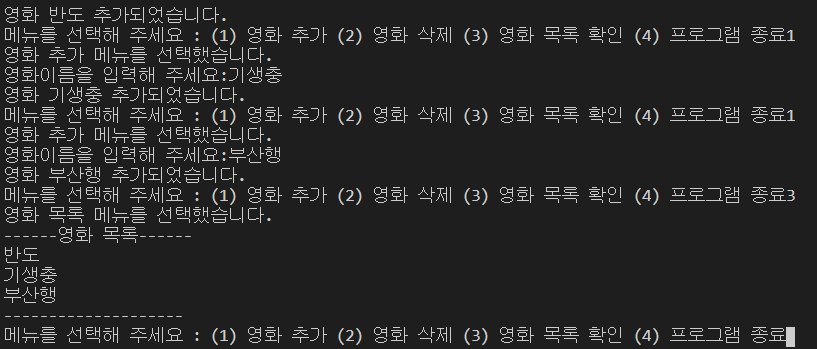 영화 반도 추가되었습니다.
메뉴를 선택해 주세요 : (1) 영화 추가 (2) 영화 삭제 (3) 영화 목록 확인 (4) 프로그램 종료1
영화 추가 메뉴를 선택했습니다.
영화이름을 입력해 주세요:기생충
영화 기생충 추가되었습니다.
메뉴를 선택해 주세요 : (1) 영화 추가 (2) 영화 삭제 (3) 영화 목록 확인 (4) 프로그램 종료1
영화 추가 메뉴를 선택했습니다.
영화이름을 입력해 주세요:부산행
영화 부산행 추가되었습니다.
메뉴를 선택해 주세요 : (1) 영화 추가 (2) 영화 삭제 (3) 영화 목록 확인 (4) 프로그램 종료3
영화 목록 메뉴를 선택했습니다.
------영화 목록------
반도
기생충
부산행
--------------------
메뉴를 선택해 주세요 : (1) 영화 추가 (2) 영화 삭제 (3) 영화 목록 확인 (4) 프로그램 종료